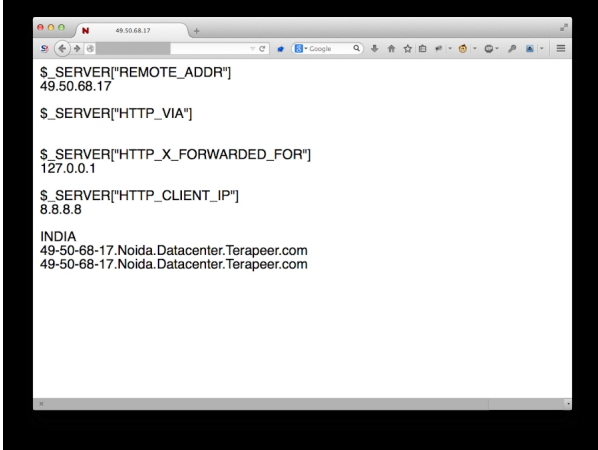 N 49.50.68.17 +
Google
$_SERVER["REMOTE_ADDR"]
49.50.68.17
$_SERVER["HTTP_VIA"]
$_SERVER["HTTP_X_FORWARDED_FOR"]
127.0.0.1
$_SERVER["HTTP_CLIENT_IP"]
8.8.8.8
INDIA
49-50-68-17.Noida.Datacenter.Terapeer.com
49-50-68-17.Noida.Datacenter.Terapeer.com